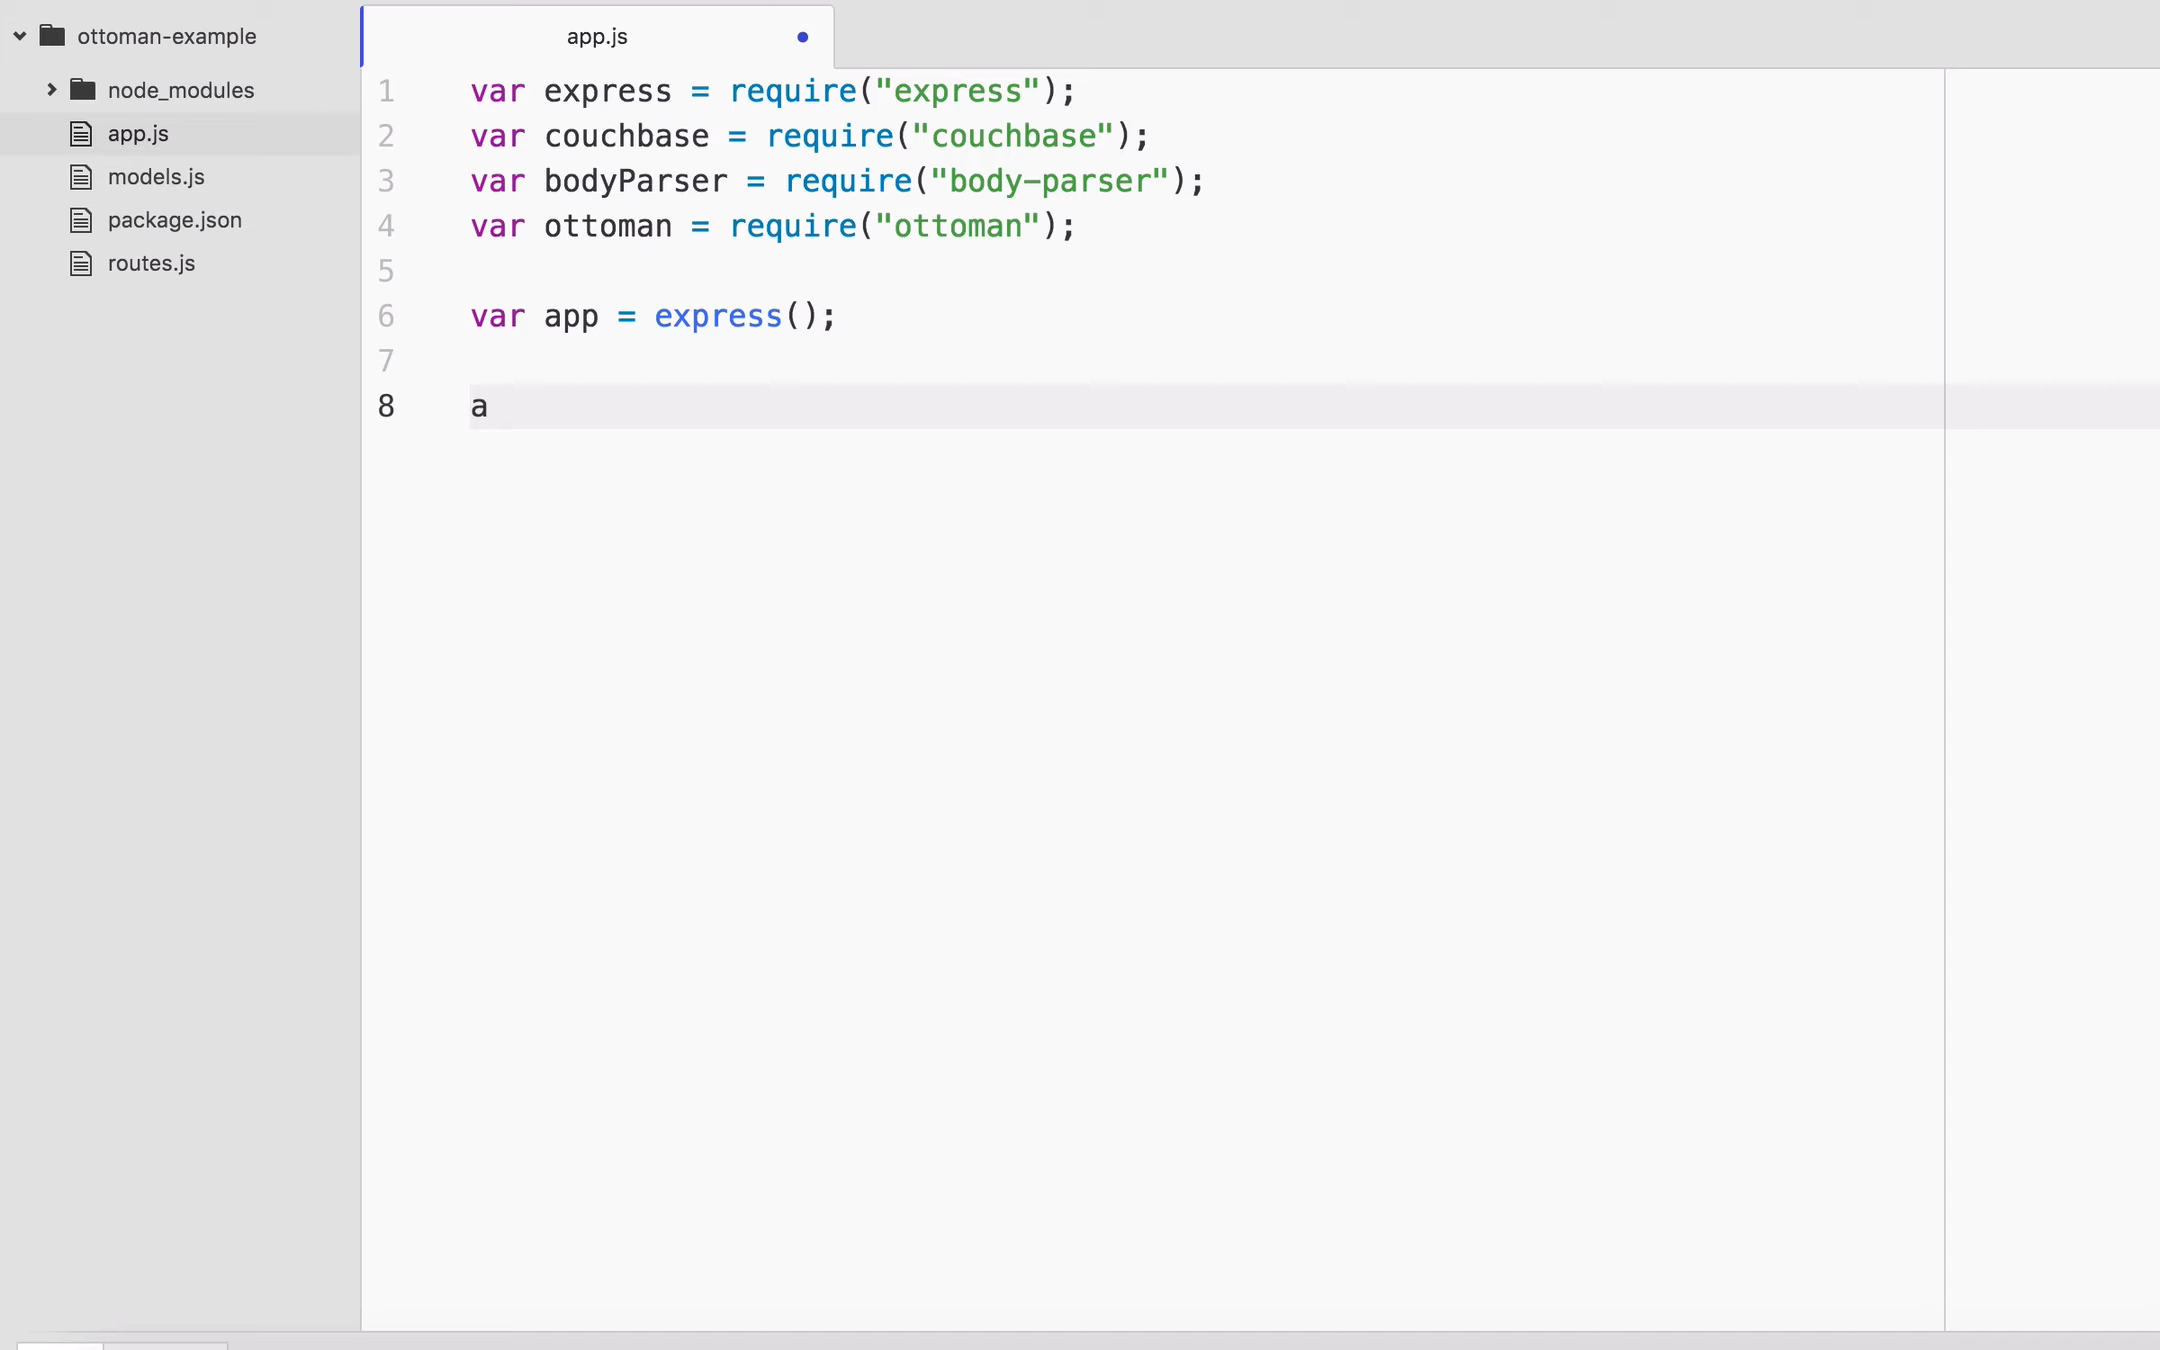 ottoman-example
node_modules
app.js
models.js
package.json
routes.js
app.js
1 var express = require("express");
2 var couchbase = require("couchbase");
3 var bodyParser = require("body-parser");
4 var ottoman = require("ottoman");
5
6 var app = express();
7
8 a